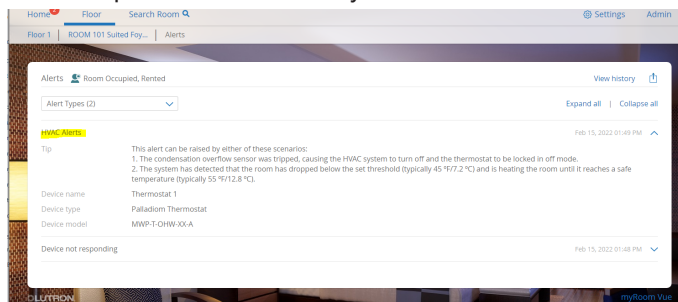 Home Floor Search Room Settings Admin
Floor 1 | ROOM 101 Suited Foy... | Alerts
Alerts Room Occupied, Rented View history
Alert Types (2) Expand all | Collapse all
HVAC Alerts Feb 15, 2022 01:49 PM
Tip This alert can be raised by either of these scenarios:
1. The condensation overflow sensor was tripped, causing the HVAC system to turn off and the thermostat to be locked in off mode.
2. The system has detected that the room has dropped below the set threshold (typically 45 °F/7.2 °C) and is heating the room until it reaches a safe
temperature (typically 55 °F/12.8 °C).
Device name Thermostat 1
Device type Palladiom Thermostat
Device model MWP-T-OHW-XX-A
Device not responding Feb 15, 2022 01:48 PM
LUTRON myRoom Vue